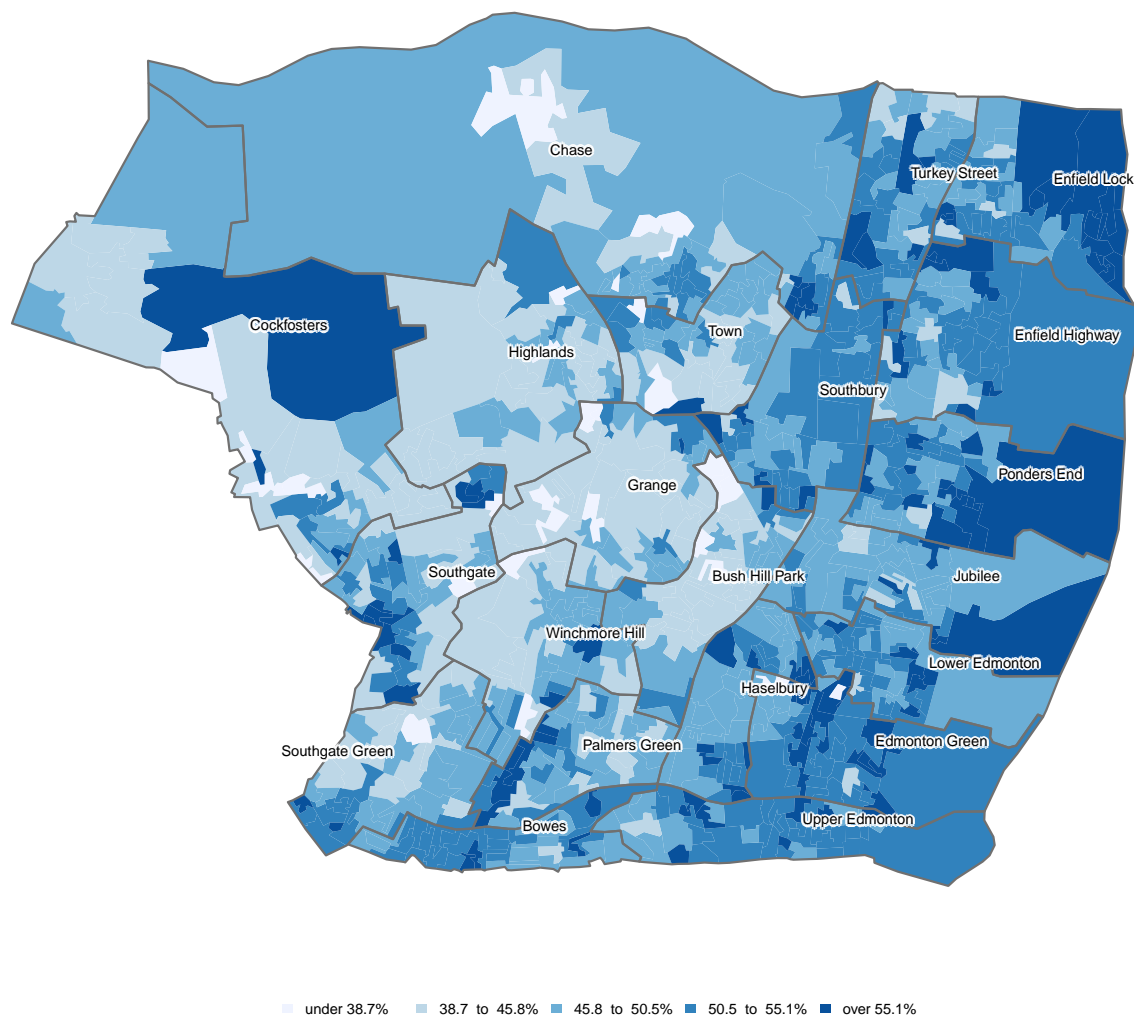 Chase
Turkey Street
Enfield Lock
Cockfosters
Town
Enfield Highway
Highlands
Southbury
Ponders End
Grange
Southgate
Bush Hill Park
Jubilee
Winchmore Hill
Lower Edmonton
Haselbury
Southgate Green
Palmers Green
Edmonton Green
Bowes
Upper Edmonton
under 38.7% 38.7 to 45.8% 45.8 to 50.5% 50.5 to 55.1% over 55.1%